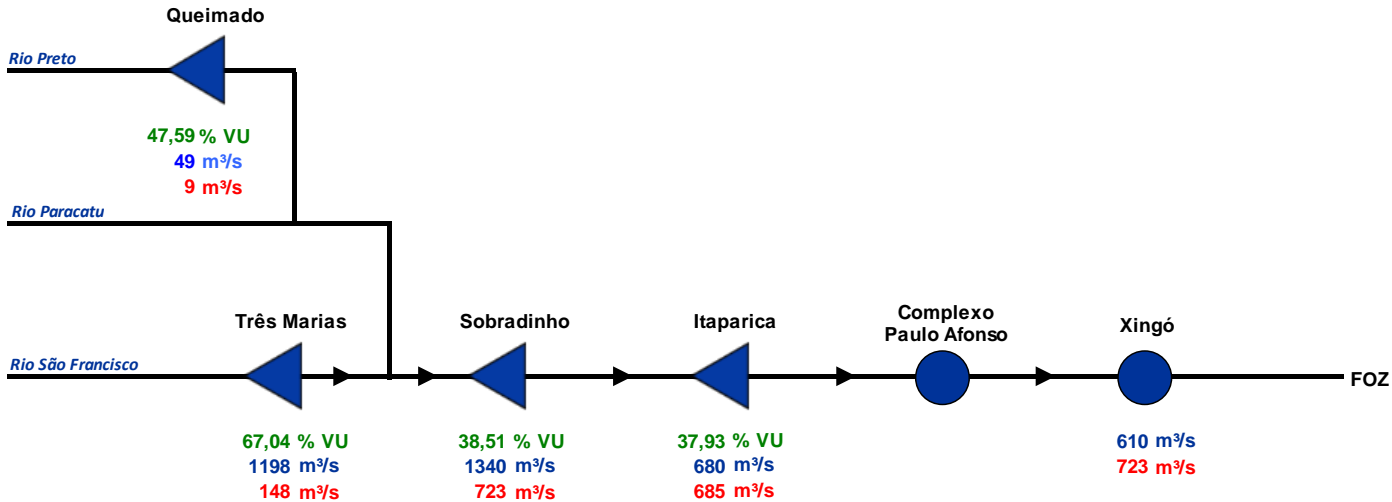 Queimado
Rio Preto
47,59 % VU
49 m³/s
9 m³/s
Rio Paracatu
Três Marias
Sobradinho
Itaparica
Complexo
Paulo Afonso
Xingó
Rio São Francisco
FOZ
67,04 % VU
1198 m³/s
148 m³/s
38,51 % VU
1340 m³/s
723 m³/s
37,93 % VU
680 m³/s
685 m³/s
610 m³/s
723 m³/s